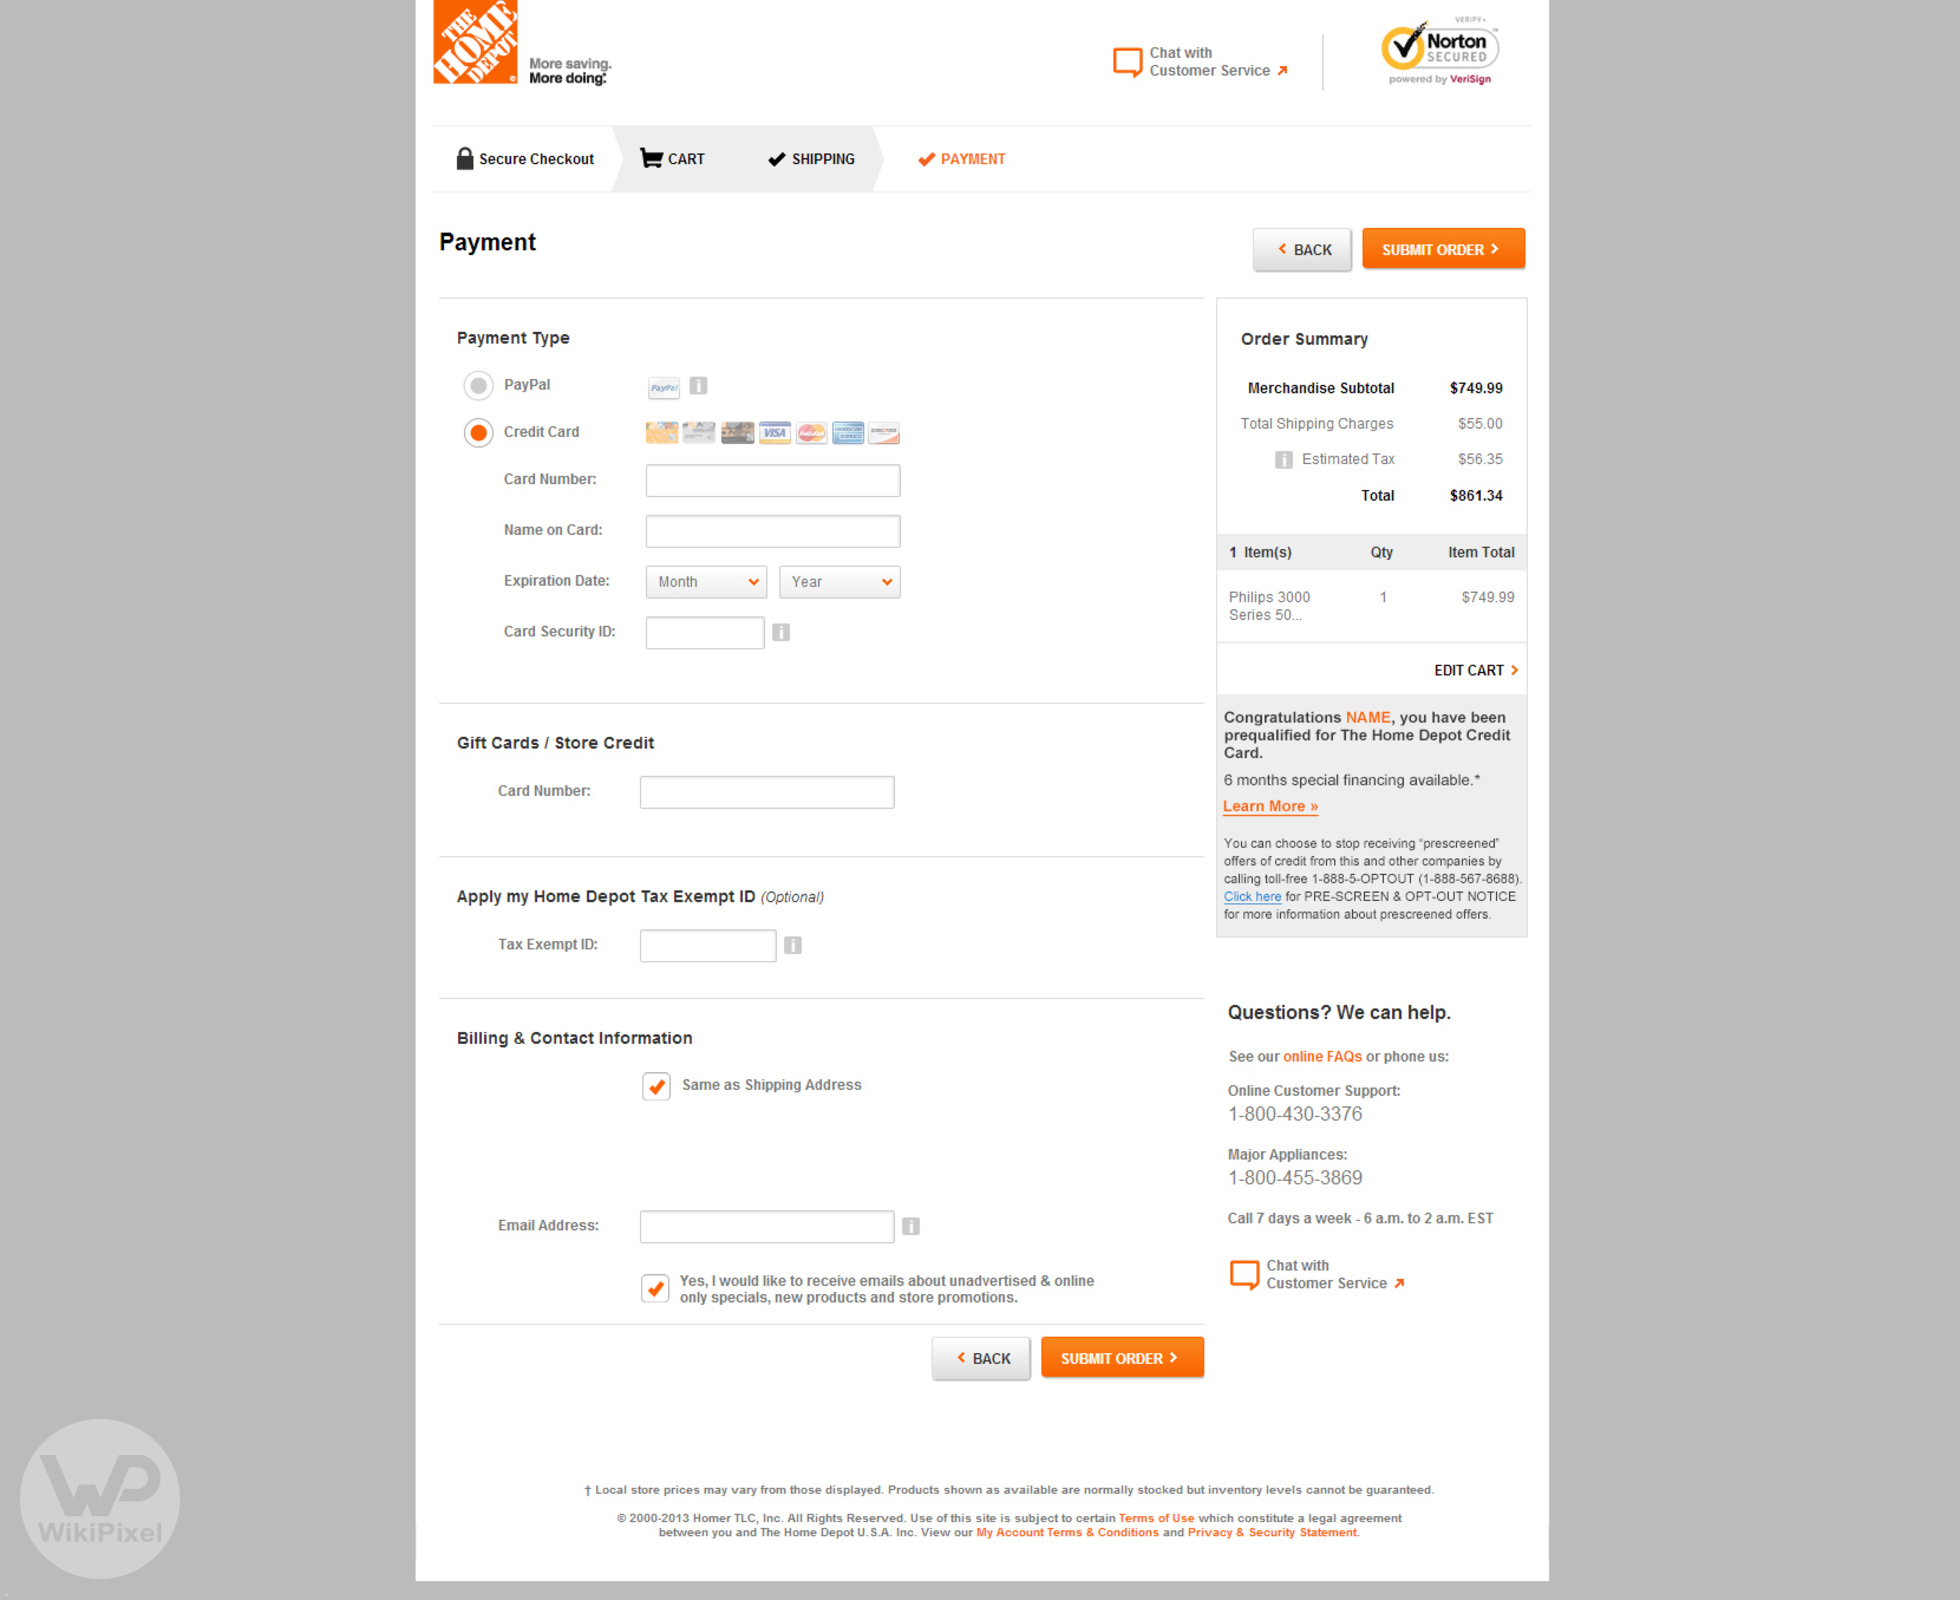 THE
HOME
DEPOT
More saving.
More doing.
Chat with
Customer Service
VERIFY
Norton
SECURED
powered by VeriSign
Secure Checkout
CART
SHIPPING
PAYMENT
Payment
BACK
SUBMIT ORDER
Payment Type
PayPal
PayPal
Credit Card
VISA
Card Number:
Name on Card:
Expiration Date:
Month
Year
Card Security ID:
Gift Cards / Store Credit
Card Number:
Apply my Home Depot Tax Exempt ID (Optional)
Tax Exempt ID:
Billing & Contact Information
Same as Shipping Address
Email Address:
Yes, I would like to receive emails about unadvertised & online
only specials, new products and store promotions.
BACK
SUBMIT ORDER
Order Summary
Merchandise Subtotal $749.99
Total Shipping Charges $55.00
Estimated Tax $56.35
Total $861.34
1 Item(s) Qty Item Total
Philips 3000 1 $749.99
Series 50...
EDIT CART
Congratulations NAME, you have been
prequalified for The Home Depot Credit
Card.
6 months special financing available.*
Learn More »
You can choose to stop receiving “prescreened”
offers of credit from this and other companies by
calling toll-free 1-888-5-OPTOUT (1-888-567-8688).
Click here for PRE-SCREEN & OPT-OUT NOTICE
for more information about prescreened offers.
Questions? We can help.
See our online FAQs or phone us:
Online Customer Support:
1-800-430-3376
Major Appliances:
1-800-455-3869
Call 7 days a week - 6 a.m. to 2 a.m. EST
Chat with
Customer Service
† Local store prices may vary from those displayed. Products shown as available are normally stocked but inventory levels cannot be guaranteed.
© 2000-2013 Homer TLC, Inc. All Rights Reserved. Use of this site is subject to certain Terms of Use which constitute a legal agreement
between you and The Home Depot U.S.A. Inc. View our My Account Terms & Conditions and Privacy & Security Statement.
WP
WikiPixel